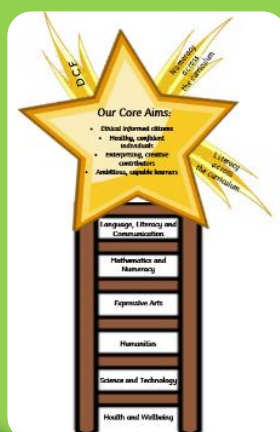 DCF
Numeracy
across
the curriculum
Our Core Aims:
• Ethical informed citizens
• Healthy, confident
individuals
• Enterprising, creative
contributors
• Ambitious, capable learners
Literacy
across
the curriculum
Language, Literacy and
Communication
Mathematics and
Numeracy
Expressive Arts
Humanities
Science and Technology
Health and Wellbeing